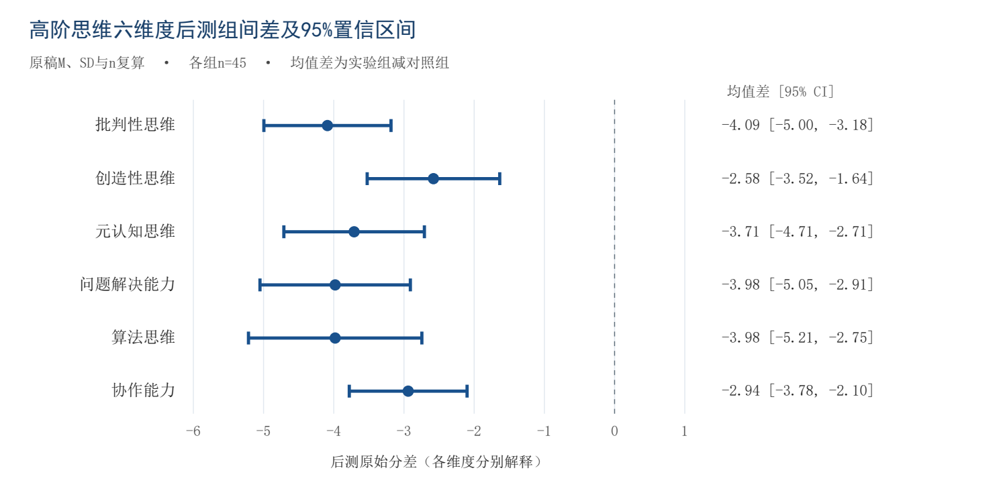 高阶思维六维度后测组间差及95%置信区间
原稿M、SD与n复算 • 各组n=45 • 均值差为实验组减对照组
均值差 [95% CI]
批判性思维 -4.09 [-5.00, -3.18]
创造性思维 -2.58 [-3.52, -1.64]
元认知思维 -3.71 [-4.71, -2.71]
问题解决能力 -3.98 [-5.05, -2.91]
算法思维 -3.98 [-5.21, -2.75]
协作能力 -2.94 [-3.78, -2.10]
-6 -5 -4 -3 -2 -1 0 1
后测原始分差（各维度分别解释）